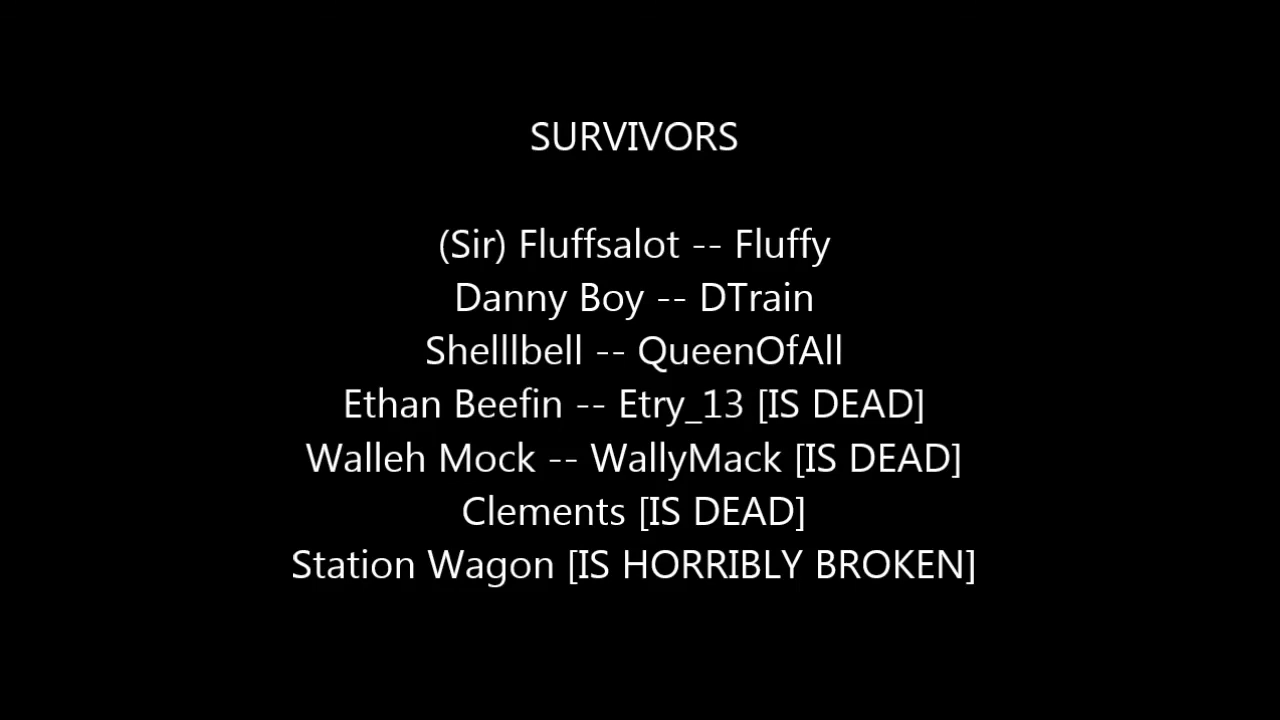 SURVIVORS
(Sir) Fluffsalot -- Fluffy
Danny Boy -- DTrain
Shelllbell -- QueenOfAll
Ethan Beefin -- Etry_13 [IS DEAD]
Walleh Mock -- WallyMack [IS DEAD]
Clements [IS DEAD]
Station Wagon [IS HORRIBLY BROKEN]